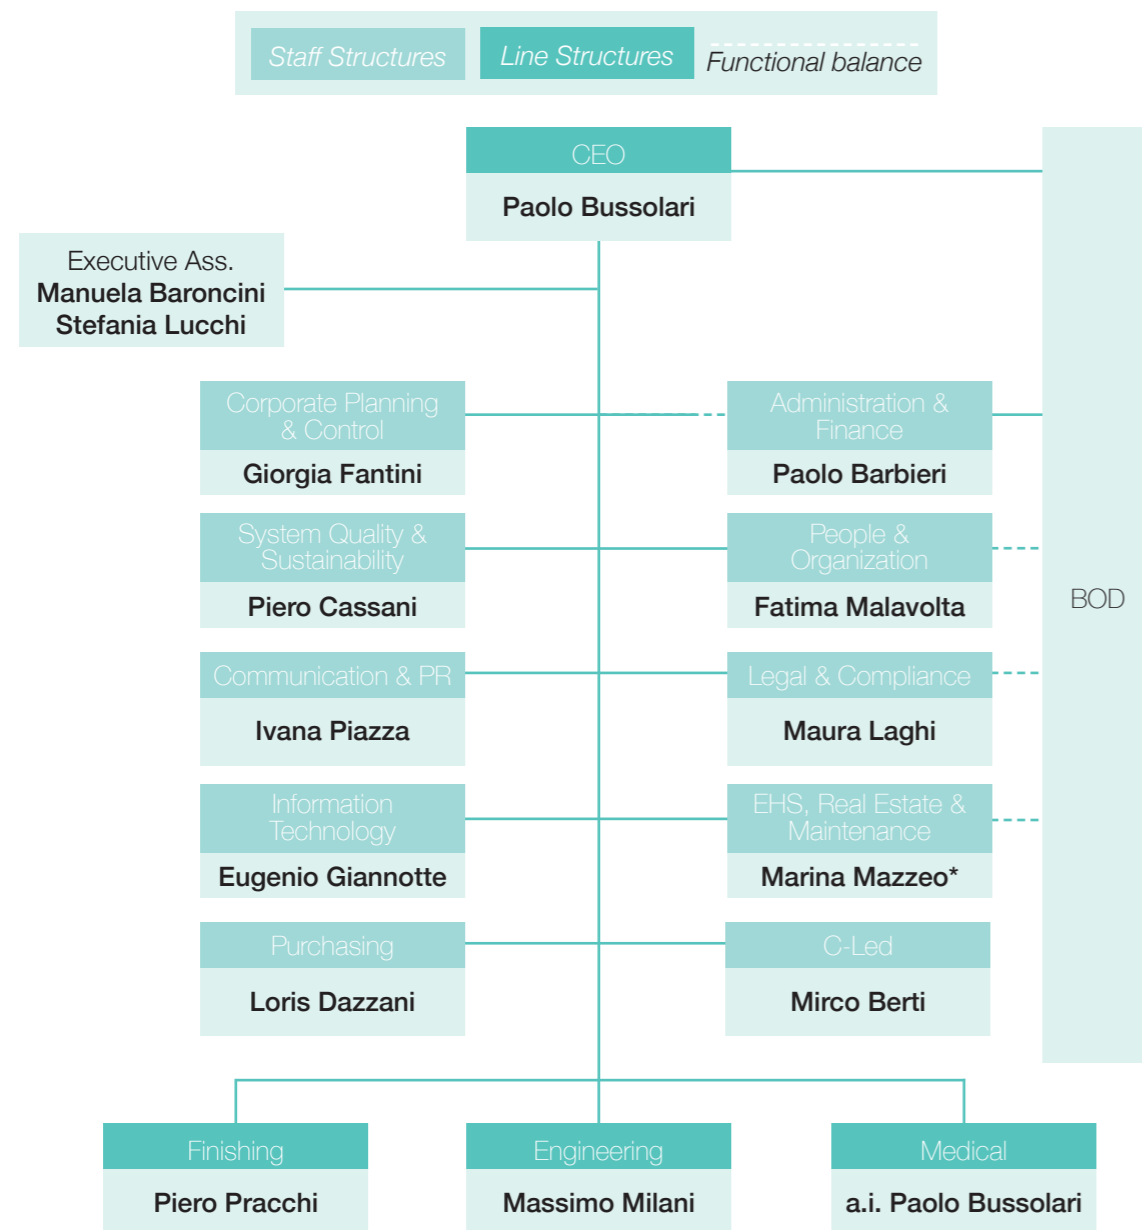 Staff Structures
Line Structures
Functional balance
CEO
Paolo Bussolari
Executive Ass.
Manuela Baroncini
Stefania Lucchi
Corporate Planning
& Control
Giorgia Fantini
Administration &
Finance
Paolo Barbieri
System Quality &
Sustainability
Piero Cassani
People &
Organization
Fatima Malavolta
BOD
Communication & PR
Ivana Piazza
Legal & Compliance
Maura Laghi
Information
Technology
Eugenio Giannotte
EHS, Real Estate &
Maintenance
Marina Mazzeo*
Purchasing
Loris Dazzani
C-Led
Mirco Berti
Finishing
Piero Pracchi
Engineering
Massimo Milani
Medical
a.i. Paolo Bussolari